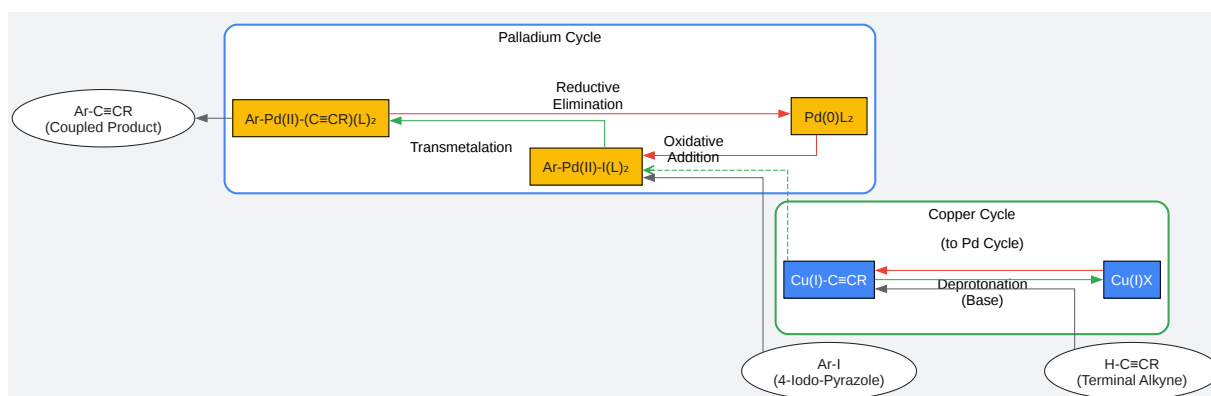 Palladium Cycle
Reductive
Elimination
Ar-C≡CR
(Coupled Product)
Ar-Pd(II)-(C≡CR)(L)₂
Pd(0)L₂
Transmetalation
Oxidative
Addition
Ar-Pd(II)-I(L)₂
Copper Cycle
(to Pd Cycle)
Cu(I)-C≡CR
Cu(I)X
Deprotonation
(Base)
Ar-I
(4-Iodo-Pyrazole)
H-C≡CR
(Terminal Alkyne)